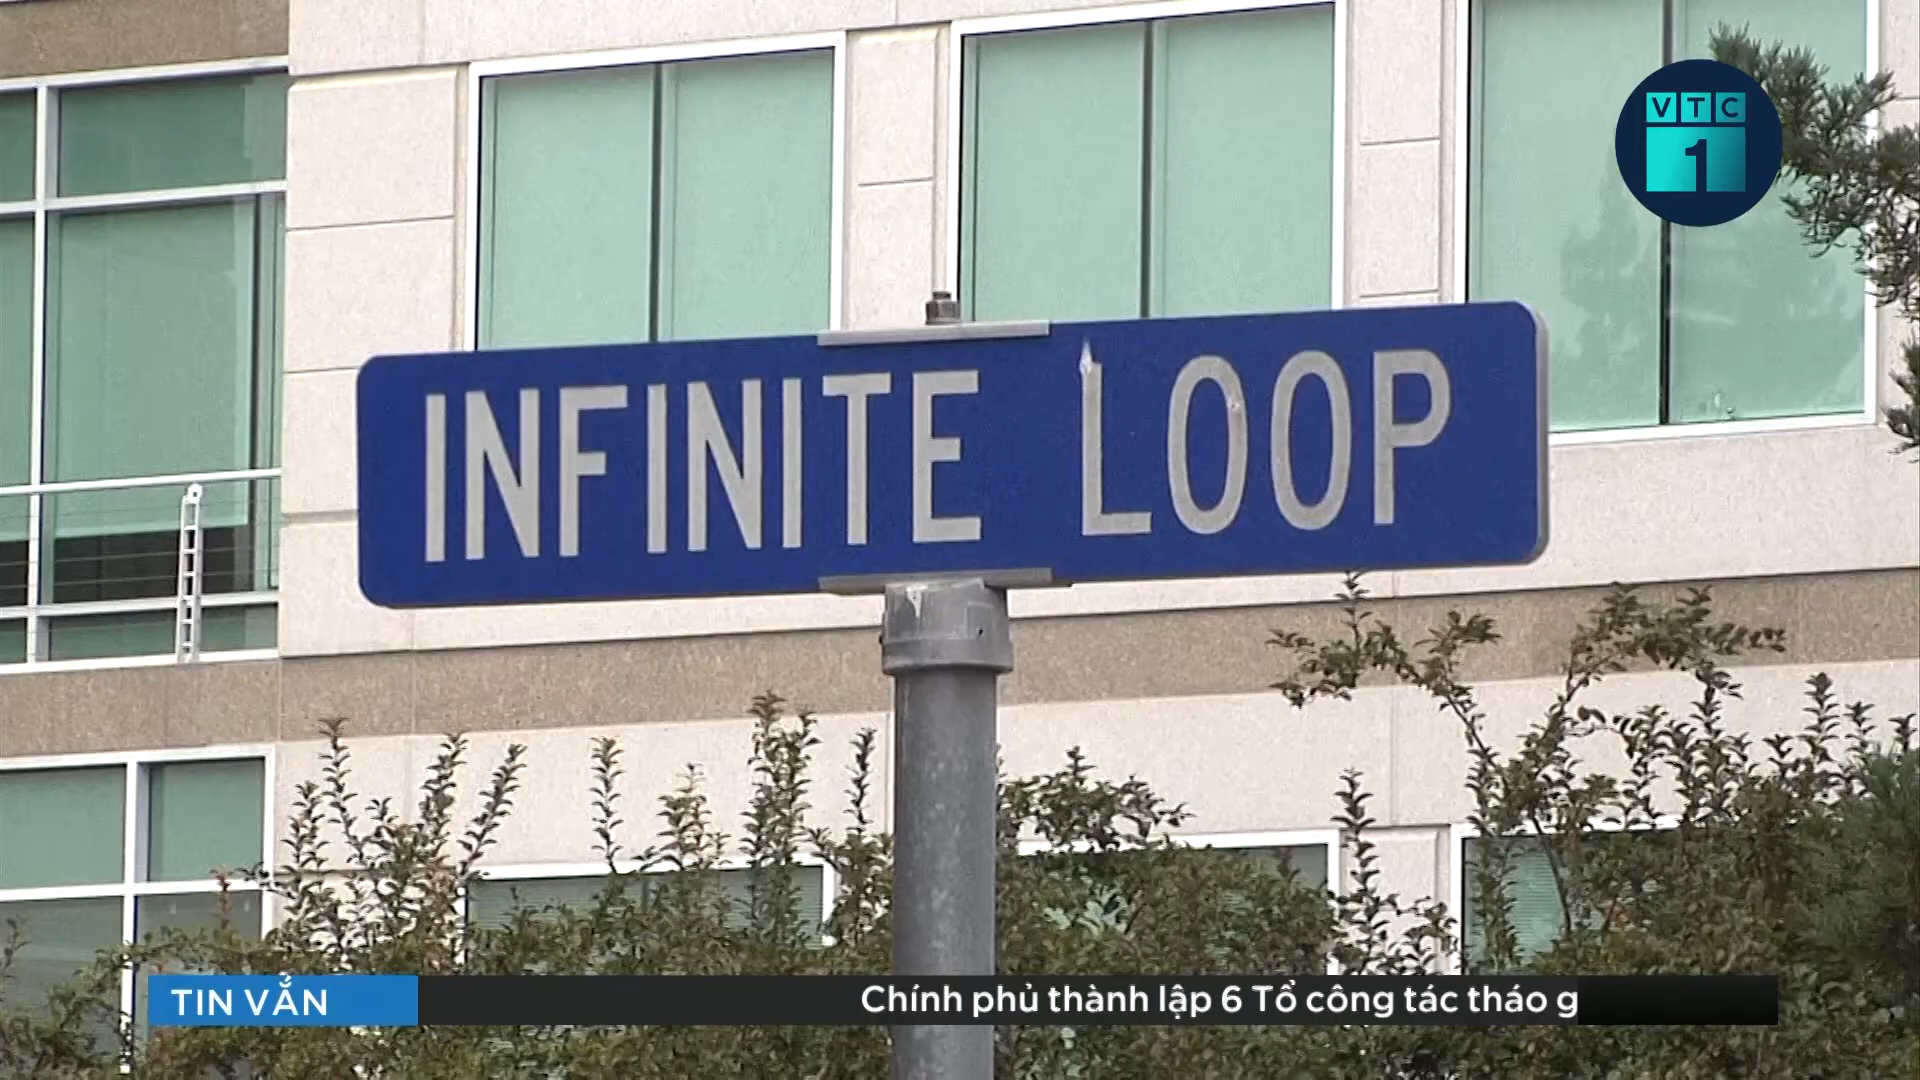 VTC
1
INFINITE LOOP
TIN VẮN
Chính phủ thành lập 6 Tổ công tác tháo g